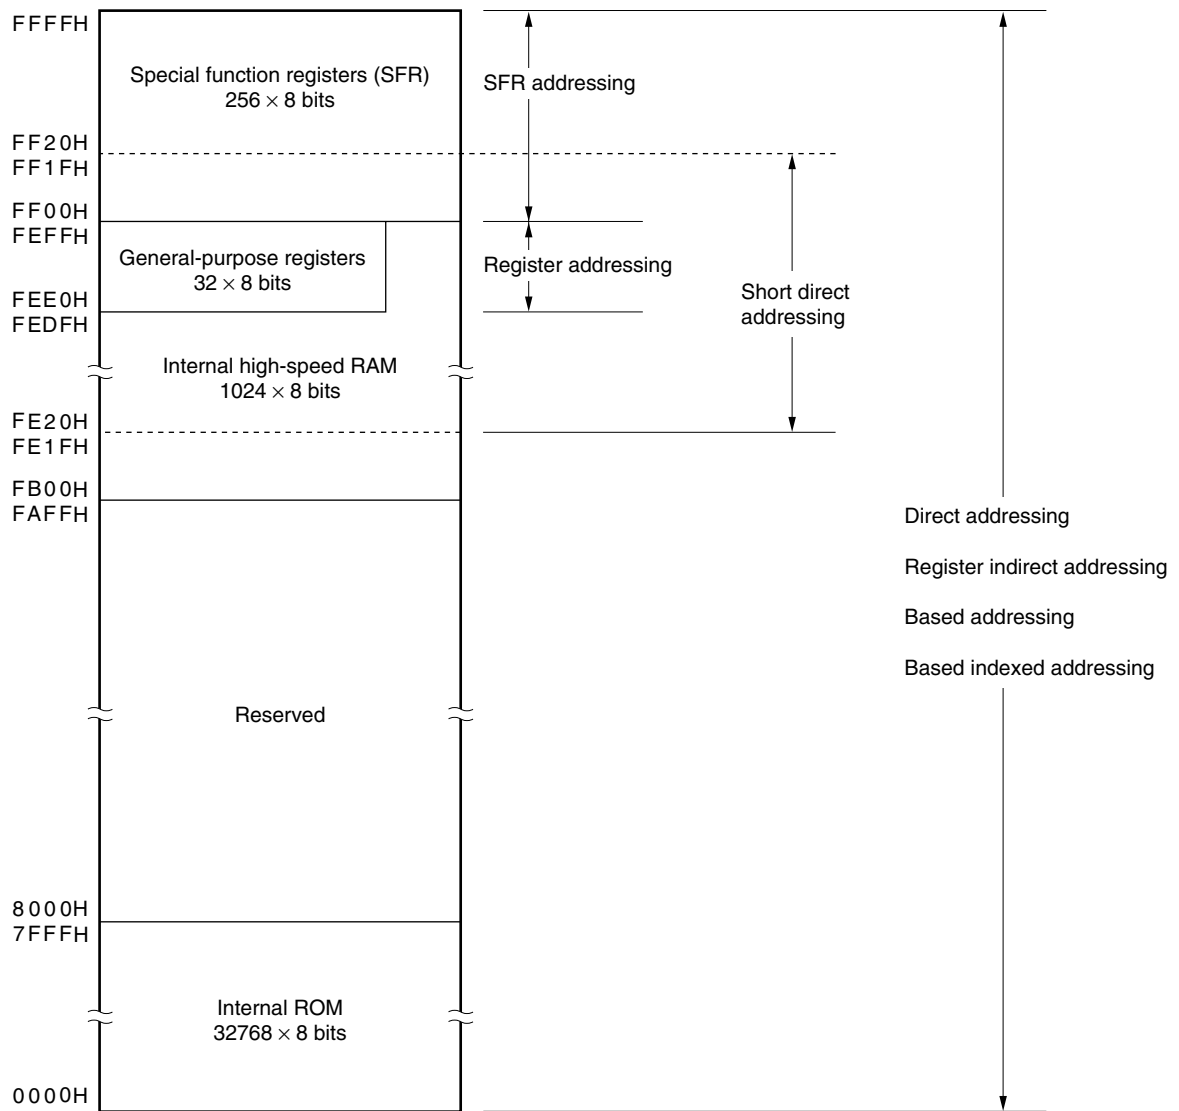 FFFFH
Special function registers (SFR)
256 × 8 bits
SFR addressing
FF20H
FF1FH
FF00H
FEFFH
General-purpose registers
32 × 8 bits
Register addressing
FEE0H
FEDFH
Short direct
addressing
Internal high-speed RAM
1024 × 8 bits
FE20H
FE1FH
FB00H
FAFFH
Direct addressing
Register indirect addressing
Based addressing
Based indexed addressing
Reserved
8000H
7FFFH
Internal ROM
32768 × 8 bits
0000H